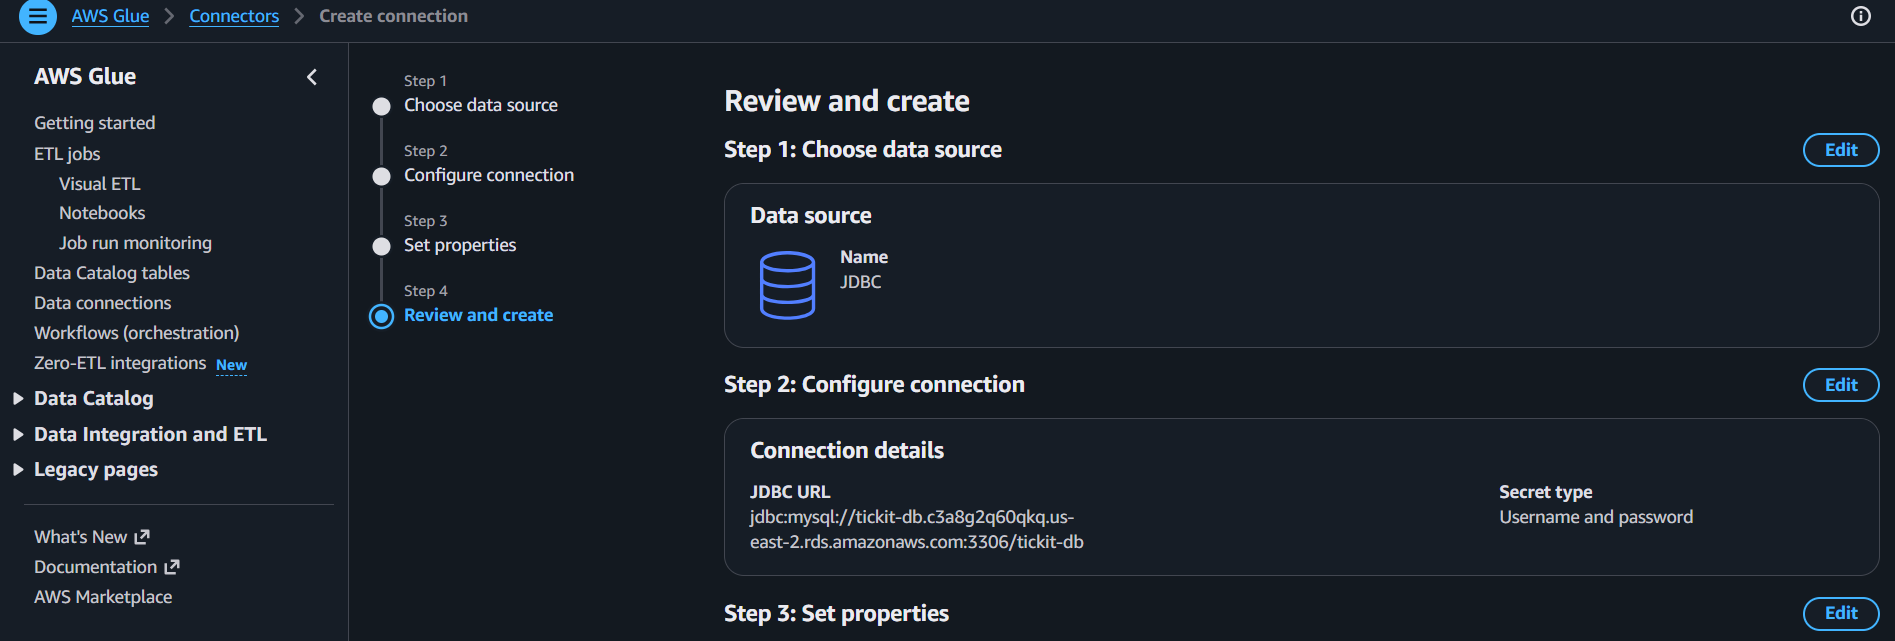 AWS Glue > Connectors > Create connection
AWS Glue
Getting started
ETL jobs
Visual ETL
Notebooks
Job run monitoring
Data Catalog tables
Data connections
Workflows (orchestration)
Zero-ETL integrations New
Data Catalog
Data Integration and ETL
Legacy pages
What's New
Documentation
AWS Marketplace
Step 1
Choose data source
Step 2
Configure connection
Step 3
Set properties
Step 4
Review and create
Review and create
Step 1: Choose data source
Edit
Data source
Name
JDBC
Step 2: Configure connection
Edit
Connection details
JDBC URL
jdbc:mysql://tickit-db.c3a8g2q60qkq.us-
east-2.rds.amazonaws.com:3306/tickit-db
Secret type
Username and password
Step 3: Set properties
Edit